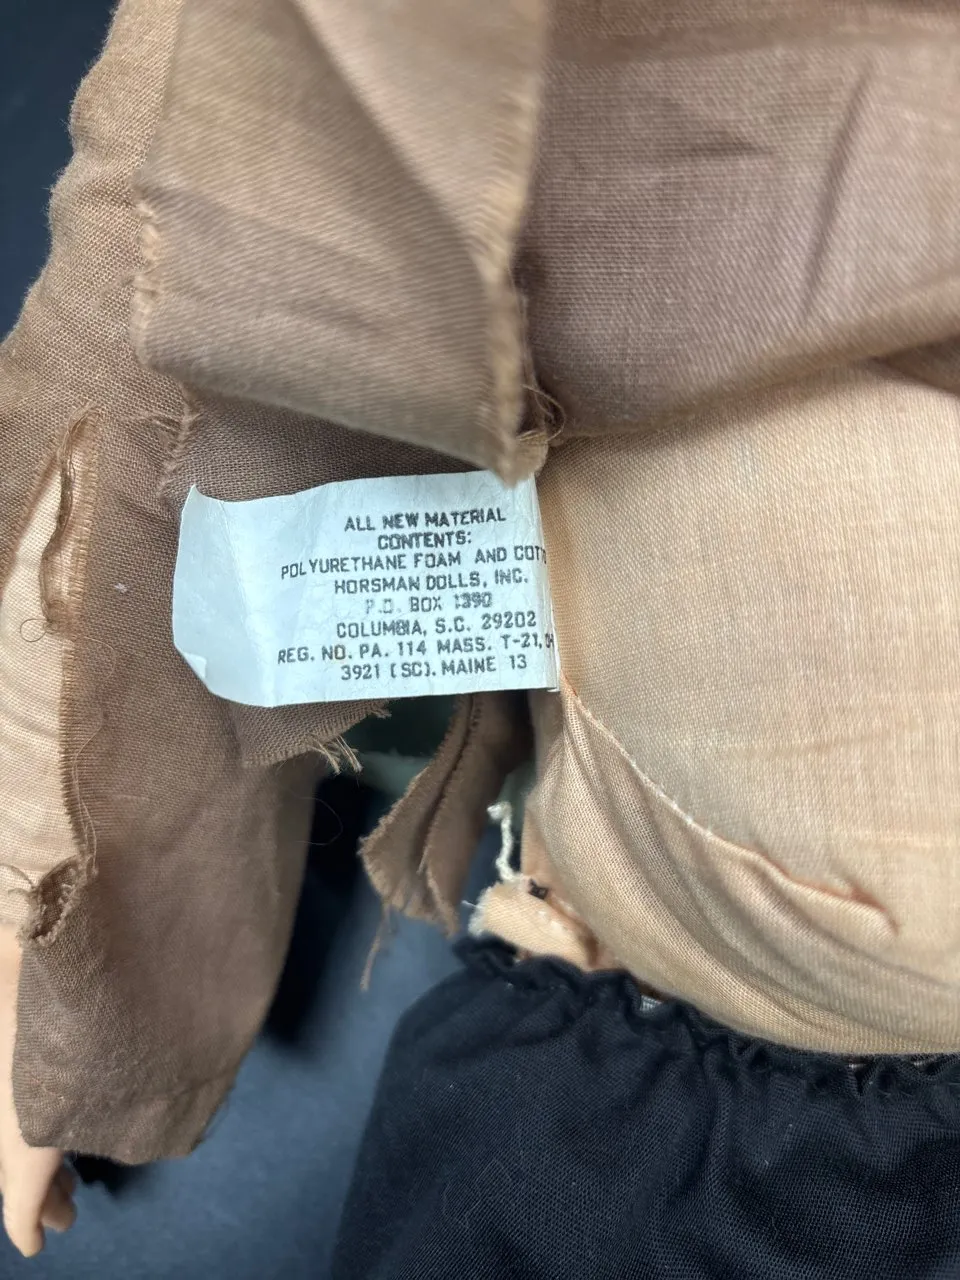 ALL NEW MATERIAL
CONTENTS:
POLYURETHANE FOAM AND
HORSMAN DOLLS, INC.
P.O. BOX 1390
COLUMBIA, S.C. 29202
REG. NO. PA. 114 MASS. T-21,
3921 (SC). MAINE 13